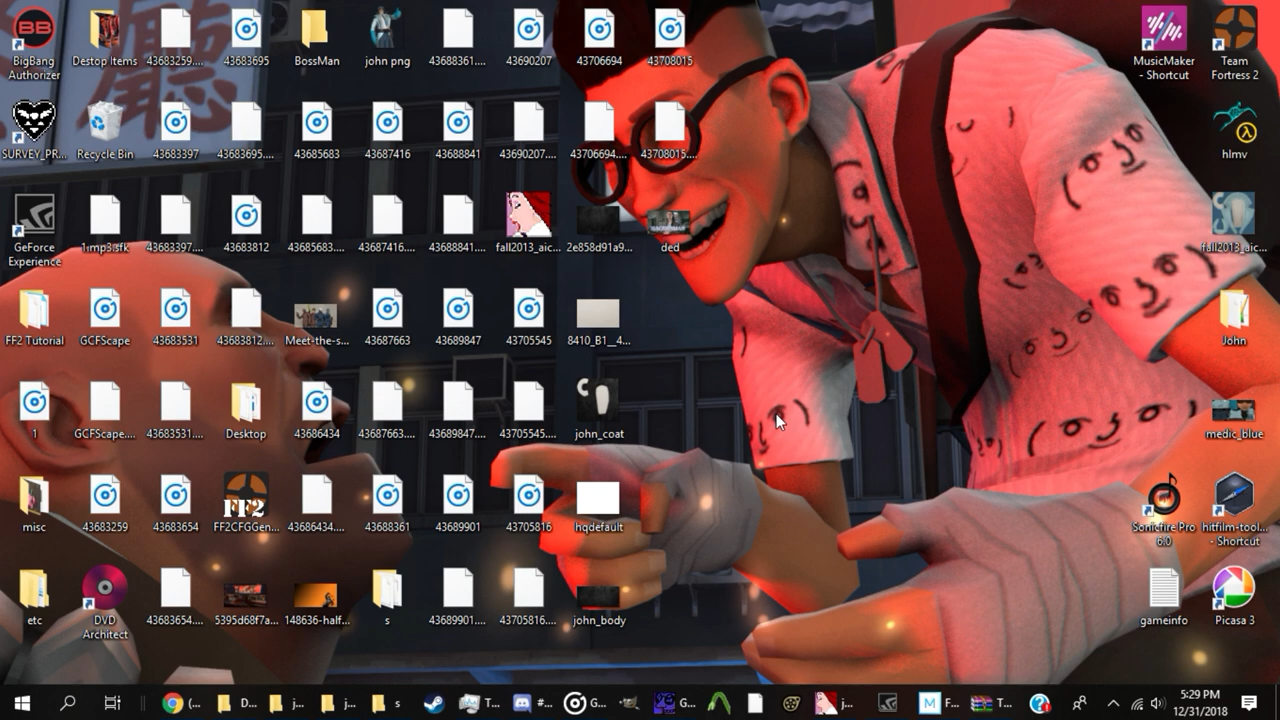 廳
BigBang Authorizer
Destop Items
43683259....
43683695
BossMan
john png
43688361....
43690207
43706694
43708015
MusicMaker - Shortcut
Team Fortress 2
SURVEY_PR...
Recycle Bin
43683397
43683695....
43685683
43687416
43688841
43690207....
43706694....
43708015....
hlmv
GeForce Experience
1.mp3.sfk
43683397....
43683812
43685683....
43687416....
43688841....
fall2013_aic...
2e858d91a9...
ded
fall2013_aic...
FF2 Tutorial
GCFScape
43683531
43683812....
Meet-the-s...
43687663
43689847
43705545
8410_B1__4...
John
1
GCFScape....
43683531....
Desktop
43686434
43687663....
43689847....
43705545....
john_coat
medic_blue
misc
43683259
43683654
FF2
FF2CFGGen...
43686434....
43688361
43689901
43705816
hqdefault
Sonicfire Pro 6.0
hitfilm-tool... - Shortcut
etc
DVD Architect
43683654....
5395d68f7a...
148636-half...
s
43689901....
43705816....
john_body
gameinfo
Picasa 3
(...
D...
j...
j...
s
T...
#...
G...
G...
j...
F...
T...
5:29 PM
12/31/2018